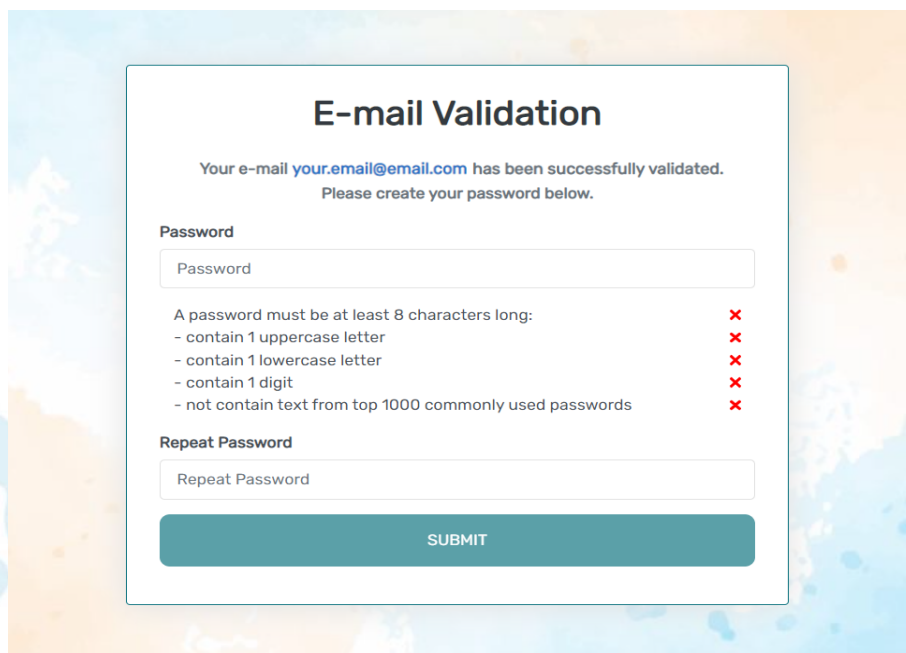 E-mail Validation
Your e-mail your.email@email.com has been successfully validated.
Please create your password below.
Password
Password
A password must be at least 8 characters long:
- contain 1 uppercase letter
- contain 1 lowercase letter
- contain 1 digit
- not contain text from top 1000 commonly used passwords
Repeat Password
Repeat Password
SUBMIT